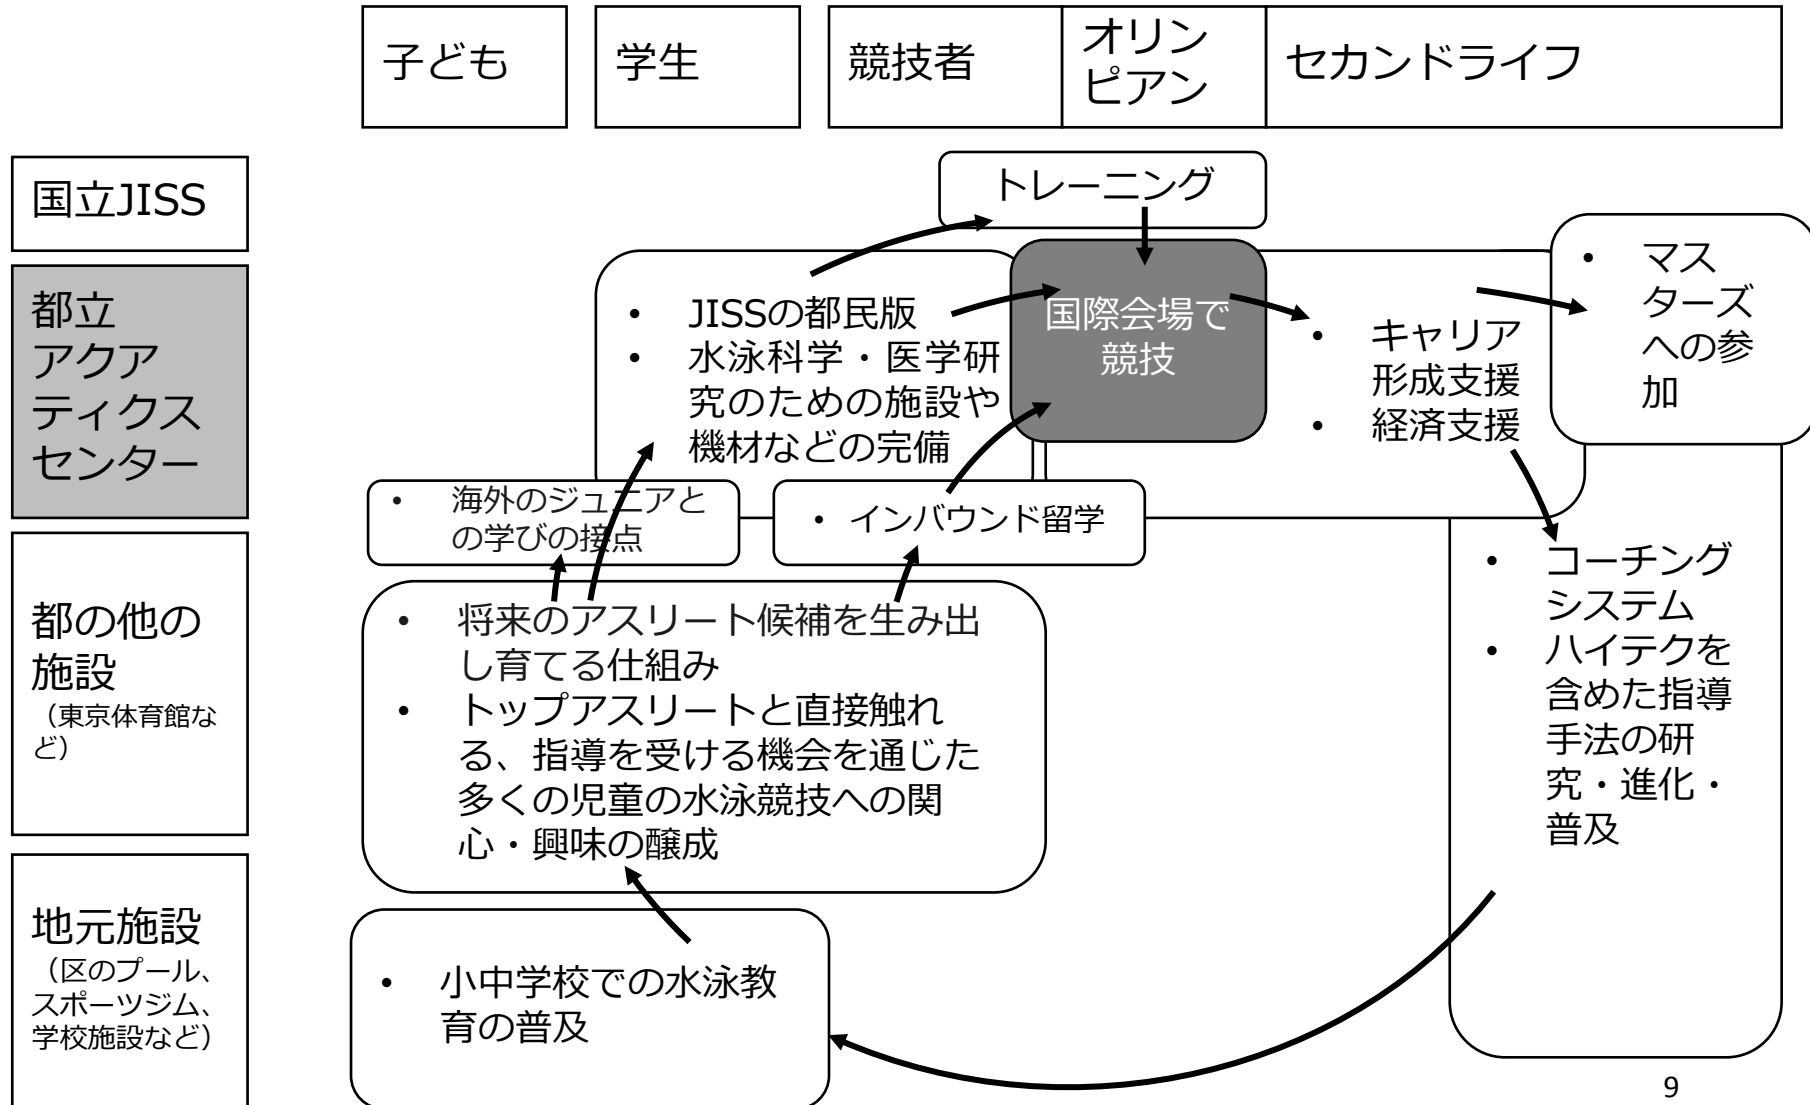 子ども
学生
競技者
オリン
ピアン
セカンドライフ
国立JISS
トレーニング
都立
アクア
ティクス
センター
• JISSの都民版
• 水泳科学・医学研
究のための施設や
機材などの完備
国際会場で
競技
• キャリア
形成支援
• 経済支援
• マス
ターズ
への参
加
• 海外のジュニアと
の学びの接点
• インバウンド留学
都の他の
施設
（東京体育館な
ど）
• 将来のアスリート候補を生み出
し育てる仕組み
• トップアスリートと直接触れ
る、指導を受ける機会を通じた
多くの児童の水泳競技への関
心・興味の醸成
• コーチング
システム
• ハイテクを
含めた指導
手法の研
究・進化・
普及
地元施設
（区のプール、
スポーツジム、
学校施設など）
• 小中学校での水泳教
育の普及
9